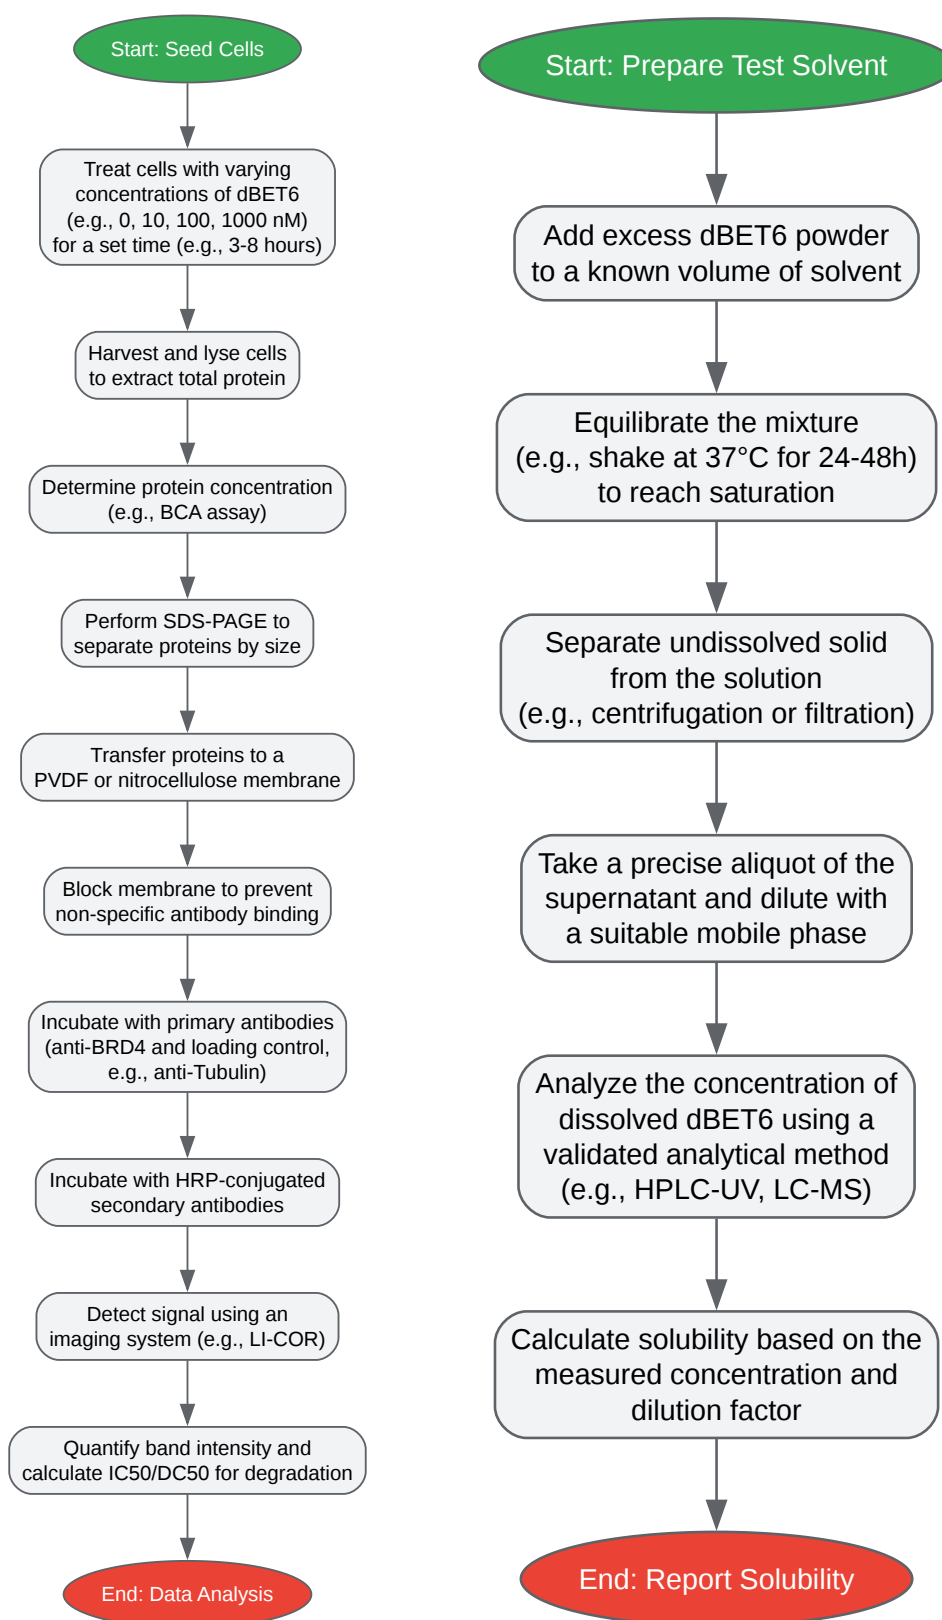 Start: Seed Cells
Treat cells with varying
concentrations of dBET6
(e.g., 0, 10, 100, 1000 nM)
for a set time (e.g., 3-8 hours)
Harvest and lyse cells
to extract total protein
Determine protein concentration
(e.g., BCA assay)
Perform SDS-PAGE to
separate proteins by size
Transfer proteins to a
PVDF or nitrocellulose membrane
Block membrane to prevent
non-specific antibody binding
Incubate with primary antibodies
(anti-BRD4 and loading control,
e.g., anti-Tubulin)
Incubate with HRP-conjugated
secondary antibodies
Detect signal using an
imaging system (e.g., LI-COR)
Quantify band intensity and
calculate IC50/DC50 for degradation
End: Data Analysis
Start: Prepare Test Solvent
Add excess dBET6 powder
to a known volume of solvent
Equilibrate the mixture
(e.g., shake at 37°C for 24-48h)
to reach saturation
Separate undissolved solid
from the solution
(e.g., centrifugation or filtration)
Take a precise aliquot of the
supernatant and dilute with
a suitable mobile phase
Analyze the concentration of
dissolved dBET6 using a
validated analytical method
(e.g., HPLC-UV, LC-MS)
Calculate solubility based on the
measured concentration and
dilution factor
End: Report Solubility